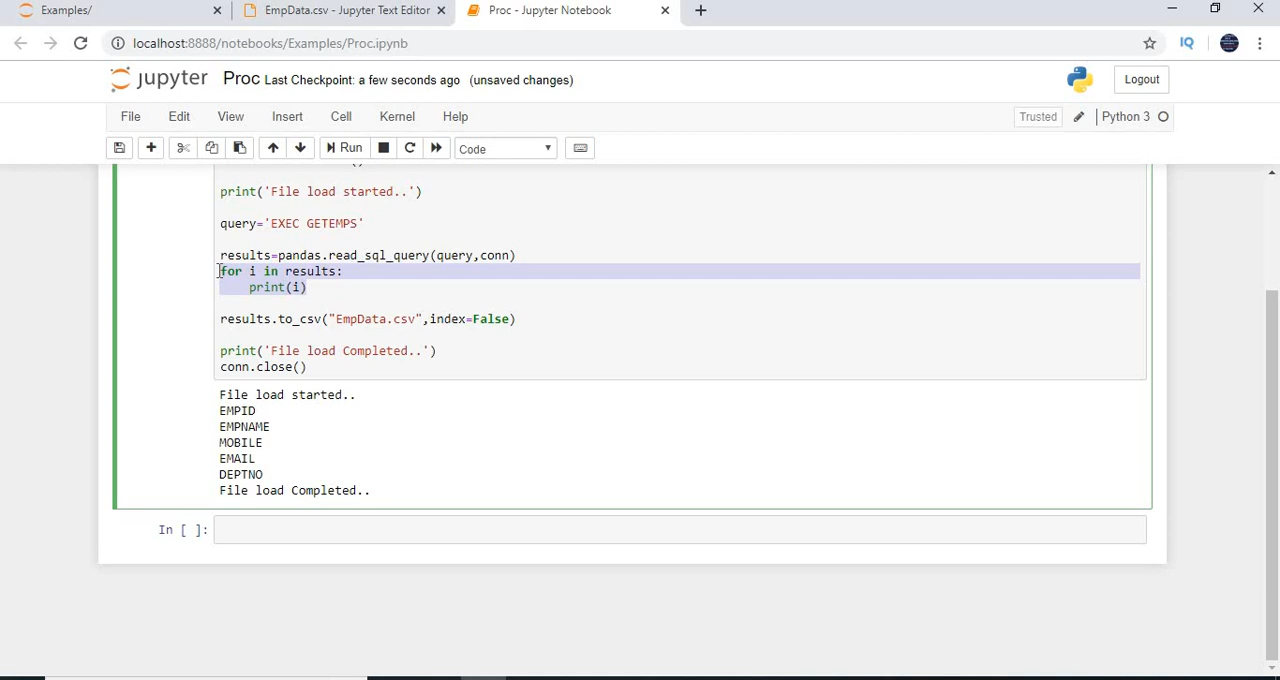 Examples/
EmpData.csv - Jupyter Text Editor
Proc - Jupyter Notebook
localhost:8888/notebooks/Examples/Proc.ipynb
IQ
jupyter Proc Last Checkpoint: a few seconds ago (unsaved changes)
Logout
File Edit View Insert Cell Kernel Help
Trusted Python 3
Run Code
print('File load started..')
query='EXEC GETEMPS'
results=pandas.read_sql_query(query,conn)
for i in results:
print(i)
results.to_csv("EmpData.csv",index=False)
print('File load Completed..')
conn.close()
File load started..
EMPID
EMPNAME
MOBILE
EMAIL
DEPTNO
File load Completed..
In [ ]: